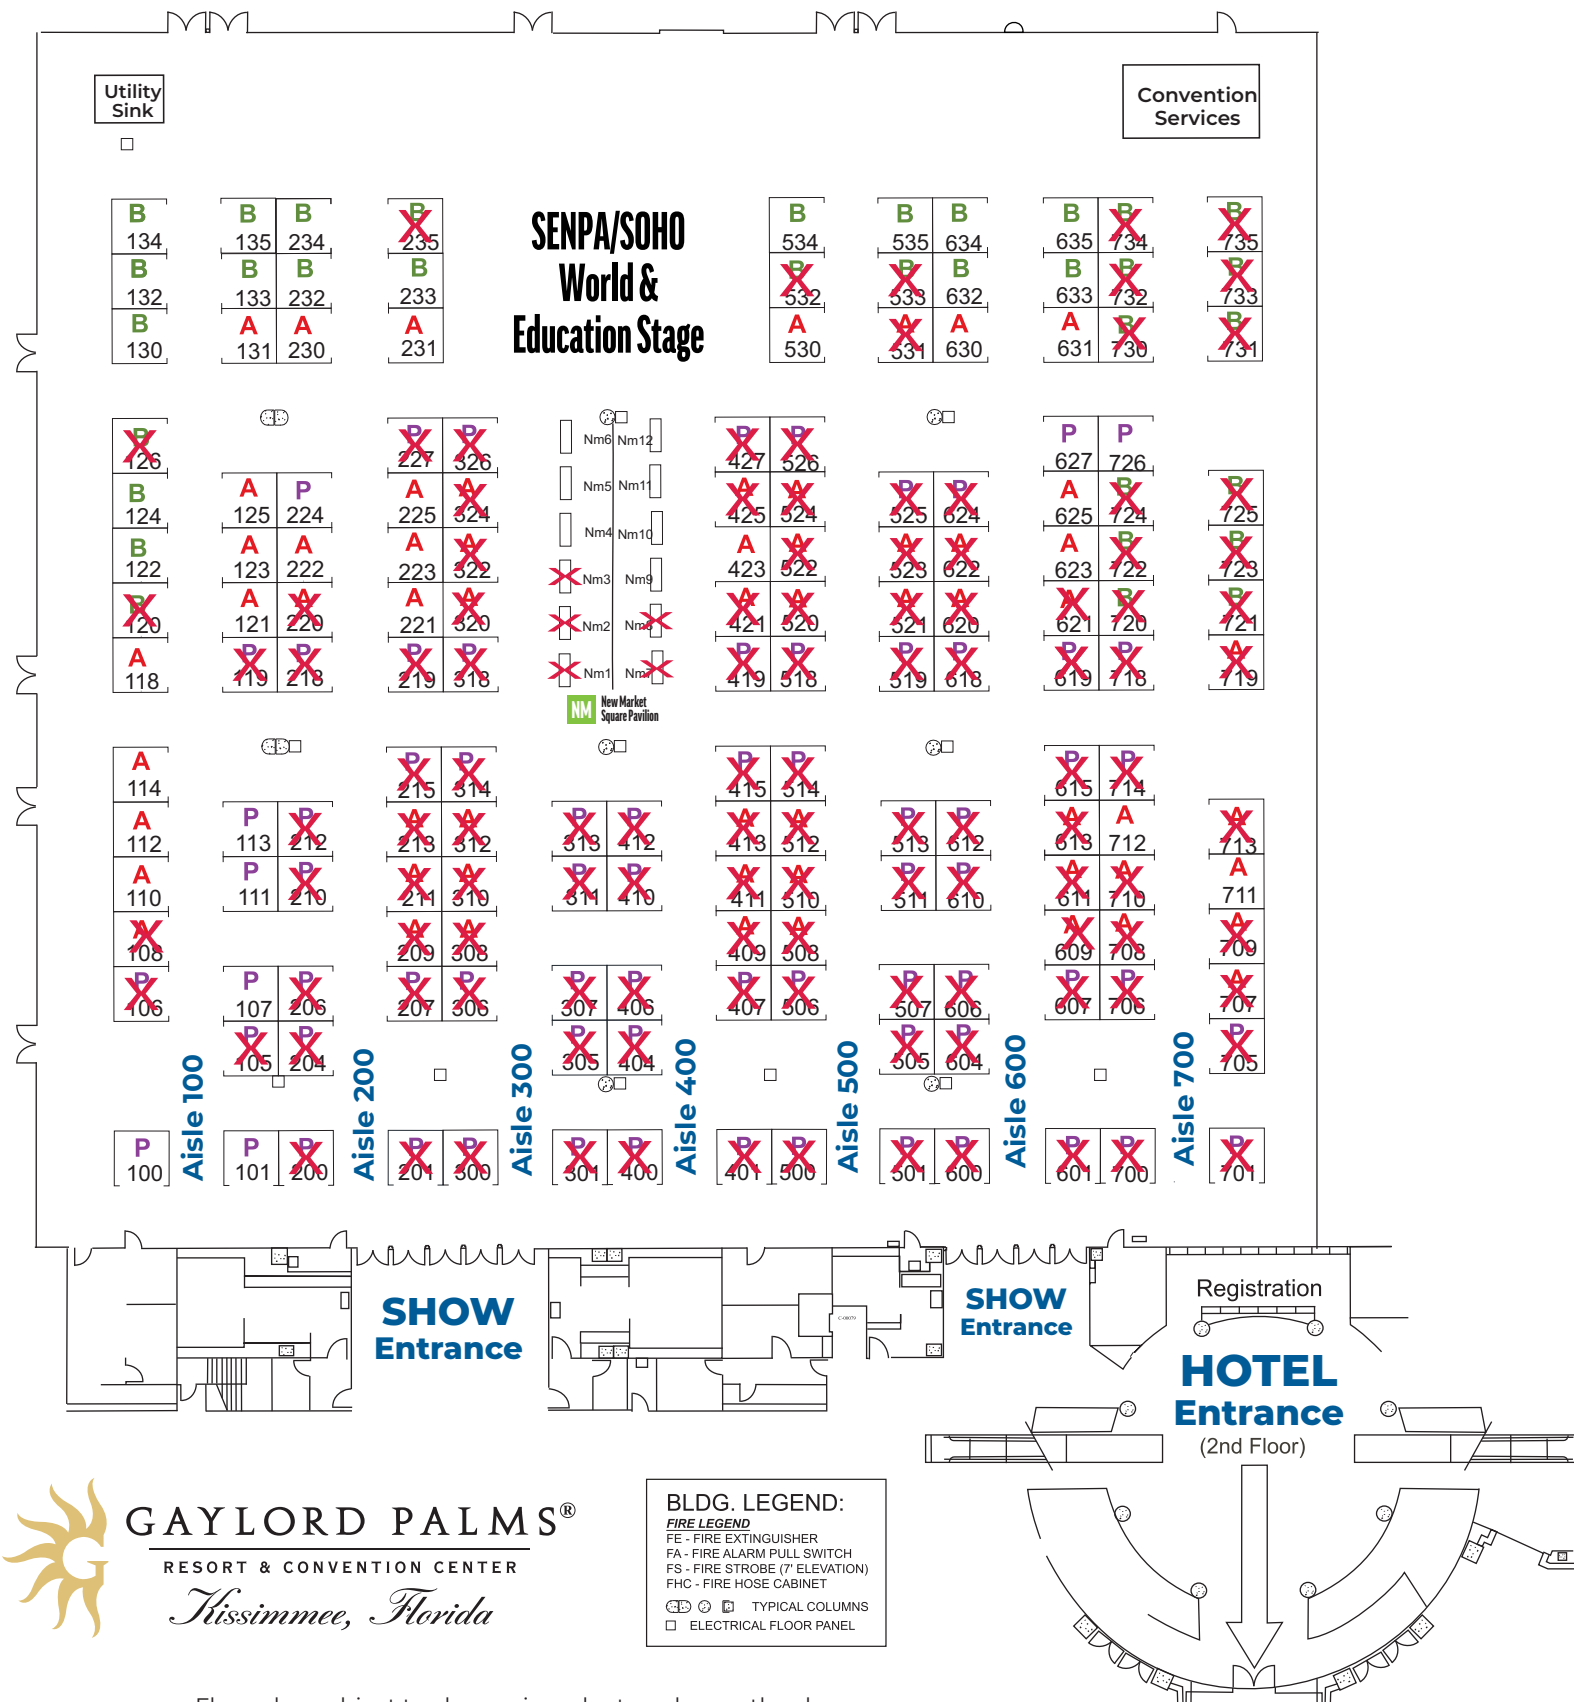 Utility
Sink
Convention
Services
B B B B B B B B B B
134 135 234 235 534 535 634 635 734 735
SENPA/SOHO
World &
Education Stage
B B B B B B B B B B
132 133 232 233 532 533 632 633 732 733
B A A A A A A A B B
130 131 230 231 530 531 630 631 730 731
B P P P P P P
126 227 326 Nm6 Nm12 427 526 627 726
B A P A A A A P P A B B
124 125 224 225 324 Nm5 Nm11 425 524 525 624 625 724 725
B A A A A A A A A A B B
122 123 222 223 322 Nm4 Nm10 423 522 523 622 623 722 723
Nm3 Nm9
B A A A A A A A A A B B
120 121 220 221 320 Nm2 Nm8 421 520 521 620 621 720 721
A P P P P P P P P P P A
118 119 218 219 318 Nm1 Nm7 419 518 519 618 619 718 719
NM New Market
Square Pavilion
A P P P P P P
114 215 314 415 514 615 714
A P P A A P P A A P P A A A
112 113 212 213 312 313 412 413 512 513 612 613 712 713
A P P A A P P A A P P A A A
110 111 210 211 310 311 410 411 510 511 610 611 710 711
A A A A A A A A
108 209 308 409 508 609 708 709
P P P P P P P P P P P P P A
106 107 206 207 306 307 406 407 506 507 606 607 706 707
P P P P P P P
105 204 305 404 505 604 705
Aisle 100
Aisle 200
Aisle 300
Aisle 400
Aisle 500
Aisle 600
Aisle 700
P P P P P P P P P P P P P P
100 101 200 201 300 301 400 401 500 501 600 601 700 701
SHOW
Entrance
SHOW
Entrance
Registration
HOTEL
Entrance
(2nd Floor)
GAYLORD PALMS®
RESORT & CONVENTION CENTER
Kissimmee, Florida
BLDG. LEGEND:
FIRE LEGEND
FE - FIRE EXTINGUISHER
FA - FIRE ALARM PULL SWITCH
FS - FIRE STROBE (7' ELEVATION)
FHC - FIRE HOSE CABINET
TYPICAL COLUMNS
ELECTRICAL FLOOR PANEL